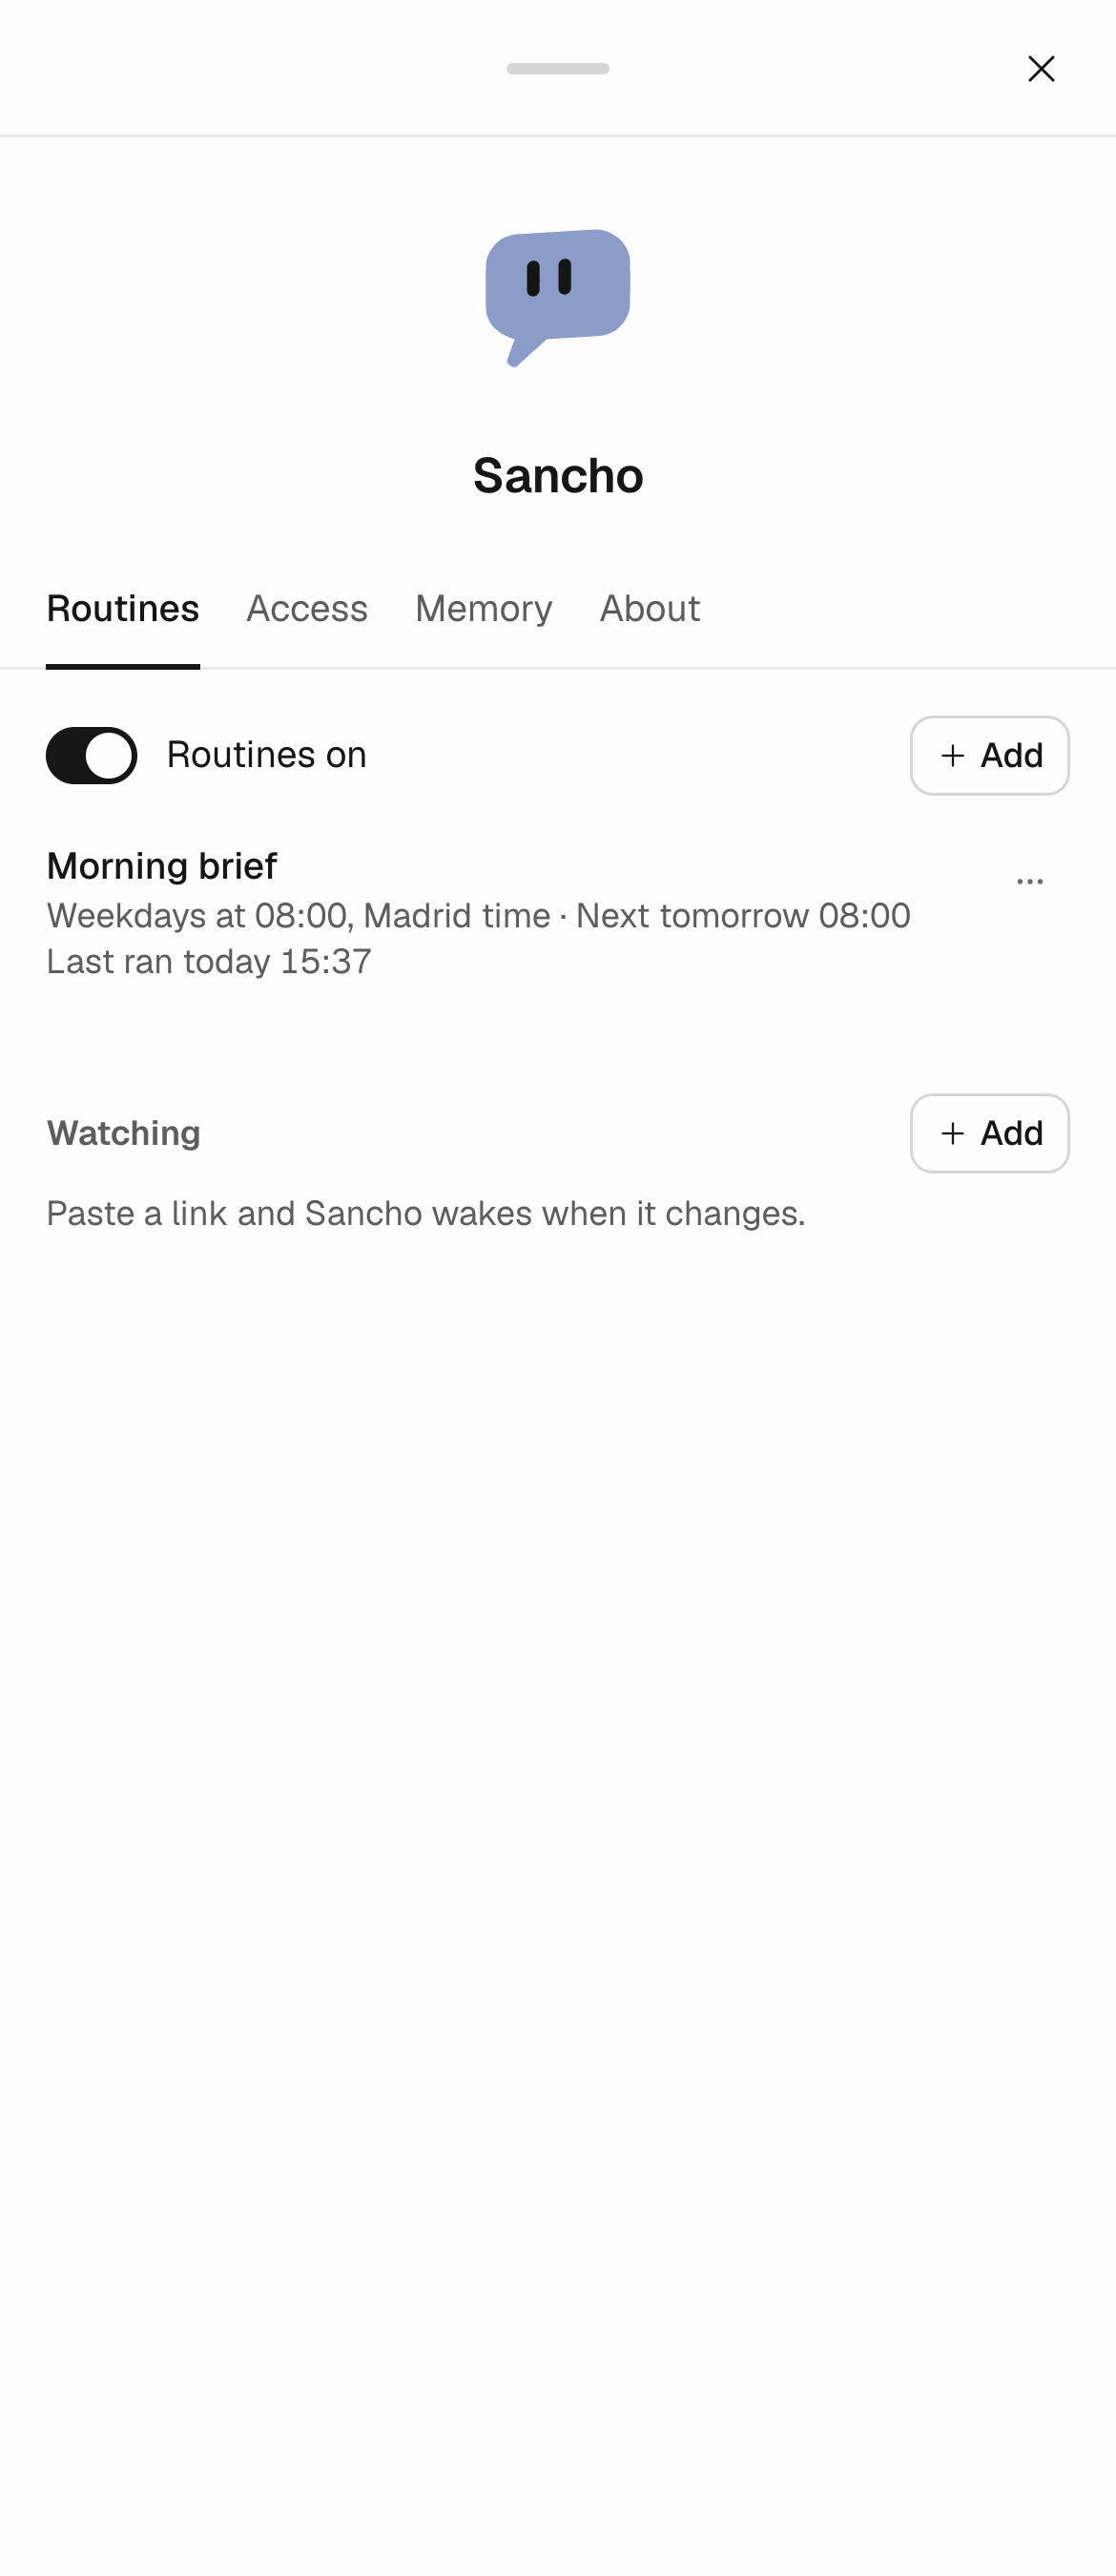 Sancho
Routines Access Memory About
Routines on + Add
Morning brief
Weekdays at 08:00, Madrid time · Next tomorrow 08:00
Last ran today 15:37
Watching + Add
Paste a link and Sancho wakes when it changes.